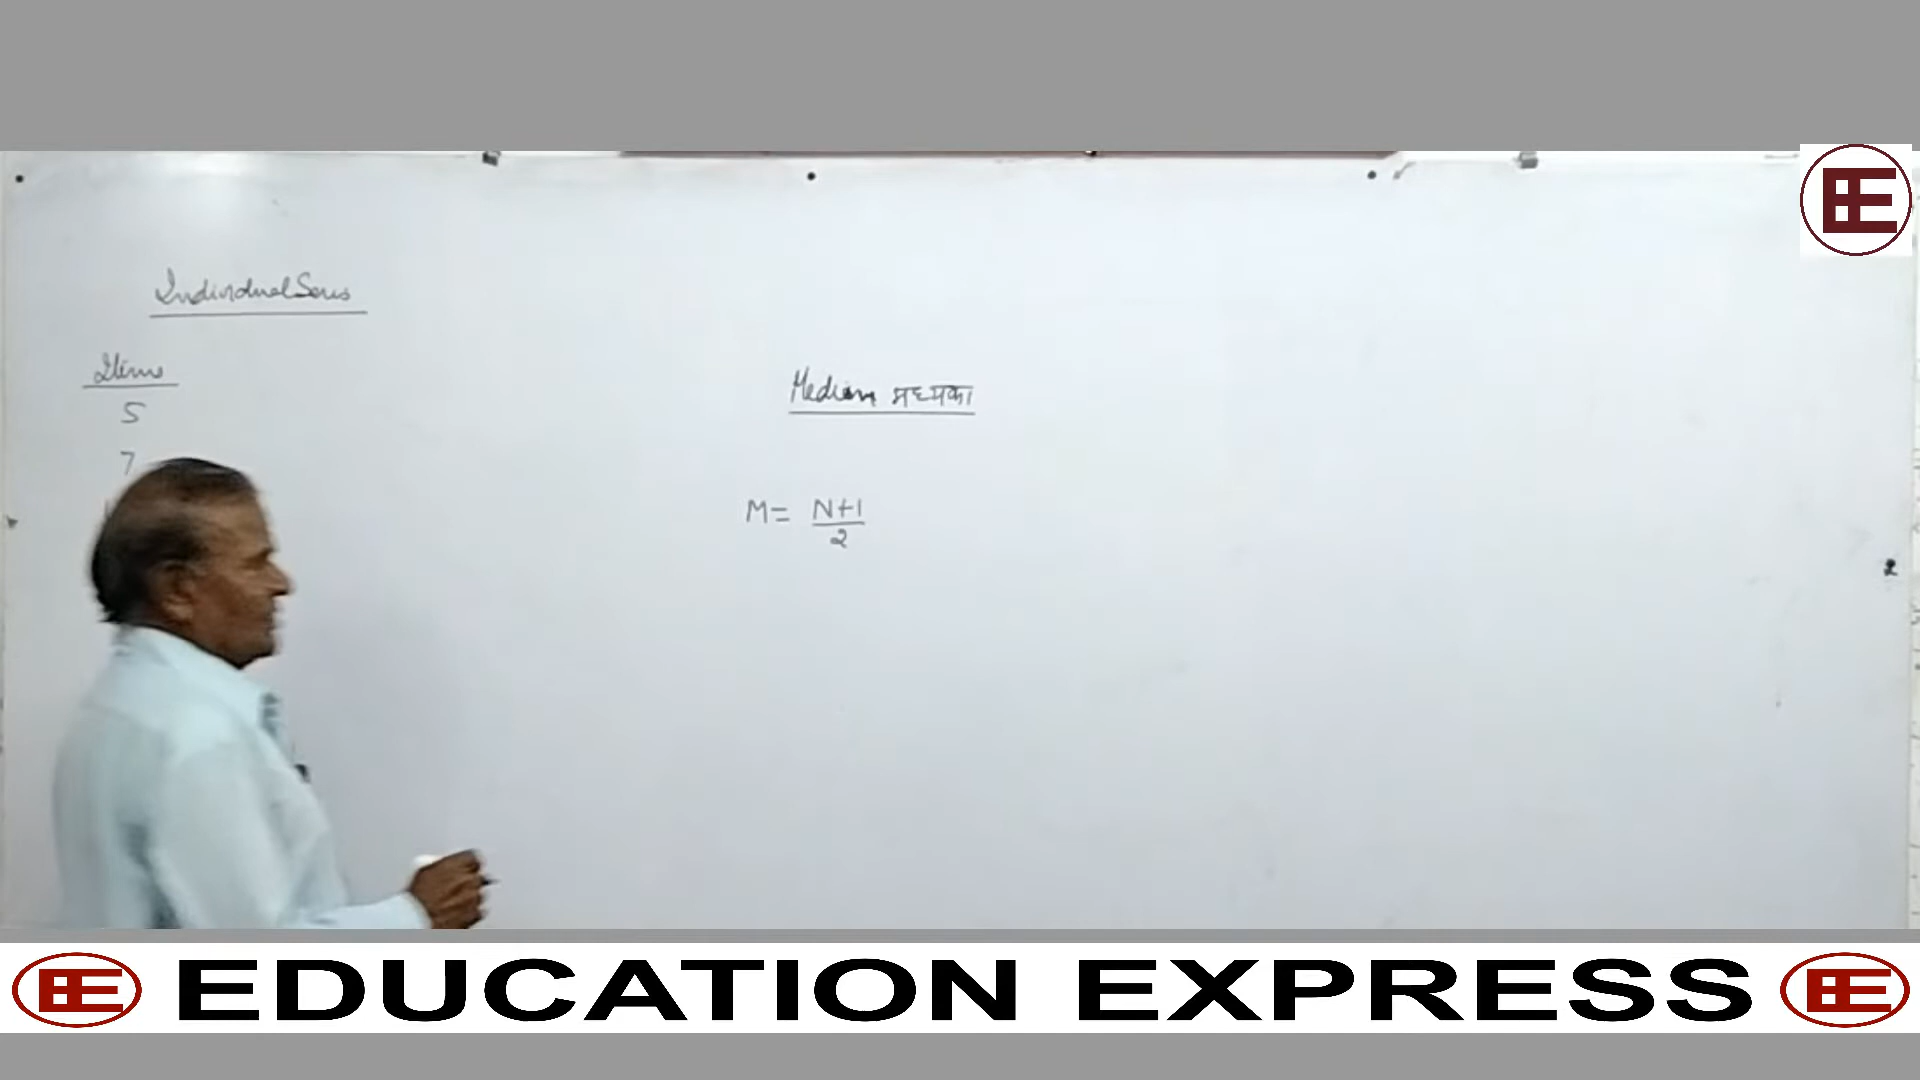 Individual Series
Items
5
7
Median मध्यका
M = N+1
2
EDUCATION EXPRESS